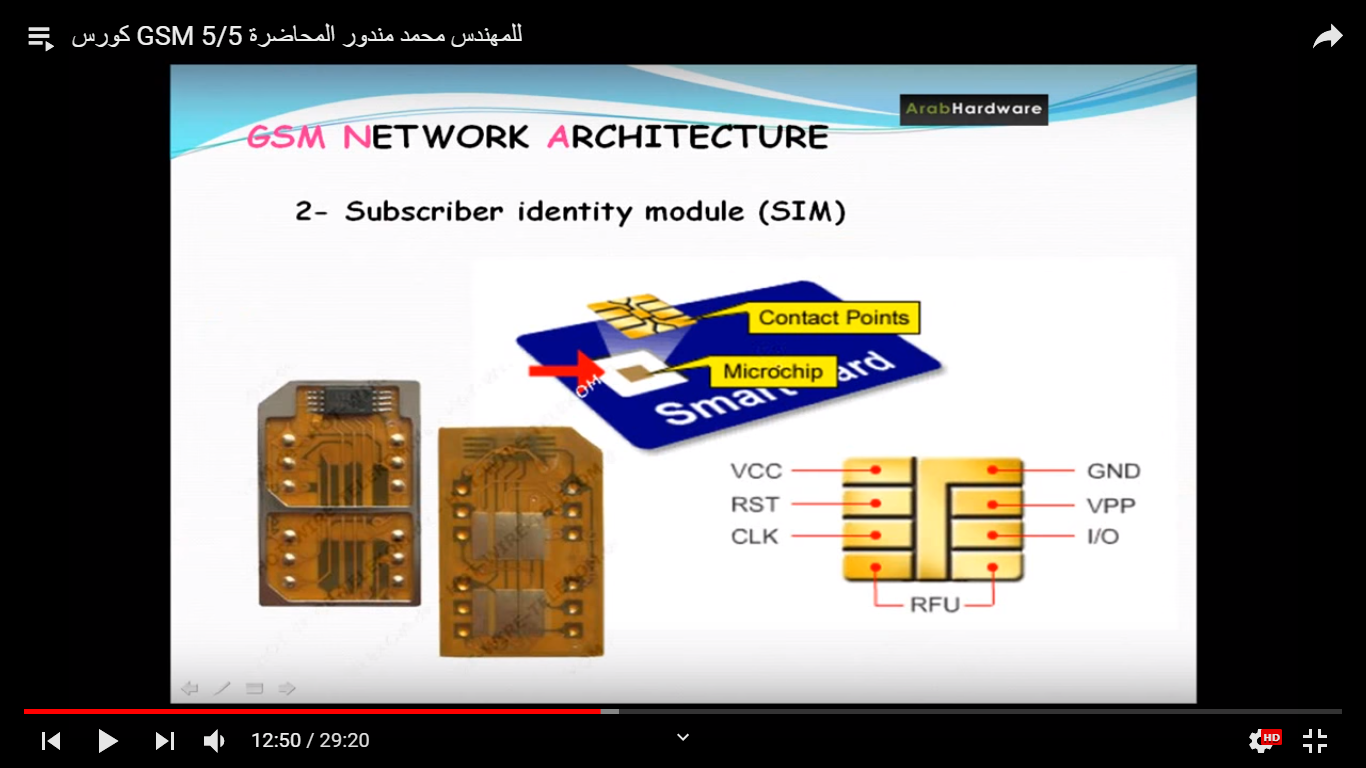 كورس GSM 5/5 للمهندس محمد مندور المحاضرة
ArabHardware
GSM NETWORK ARCHITECTURE
2- Subscriber identity module (SIM)
Contact Points
Microchip
VCC
GND
RST
VPP
CLK
I/O
RFU
12:50 / 29:20
HD